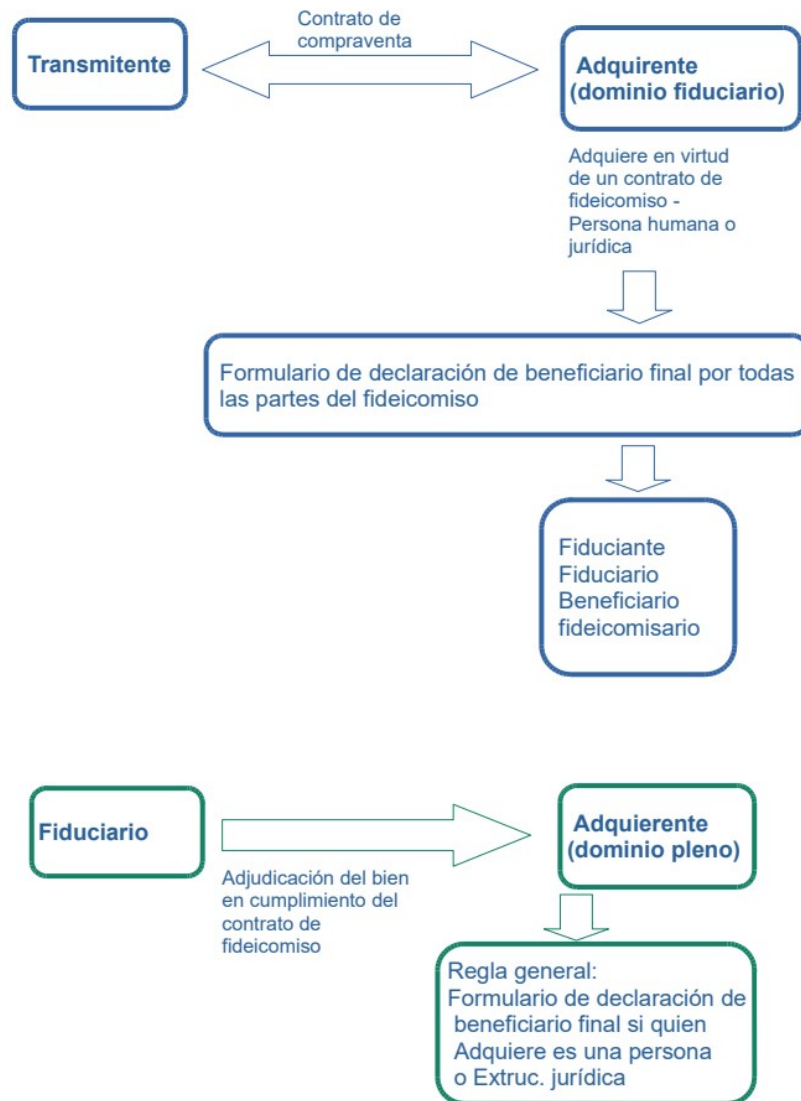 Contrato de
compraventa
Transmitente
Adquirente
(dominio fiduciario)
Adquiere en virtud
de un contrato de
fideicomiso -
Persona humana o
jurídica
Formulario de declaración de beneficiario final por todas
las partes del fideicomiso
Fiduciante
Fiduciario
Beneficiario
fideicomisario
Fiduciario
Adquierente
(dominio pleno)
Adjudicación del bien
en cumplimiento del
contrato de
fideicomiso
Regla general:
Formulario de declaración de
beneficiario final si quien
Adquiere es una persona
o Extruc. jurídica